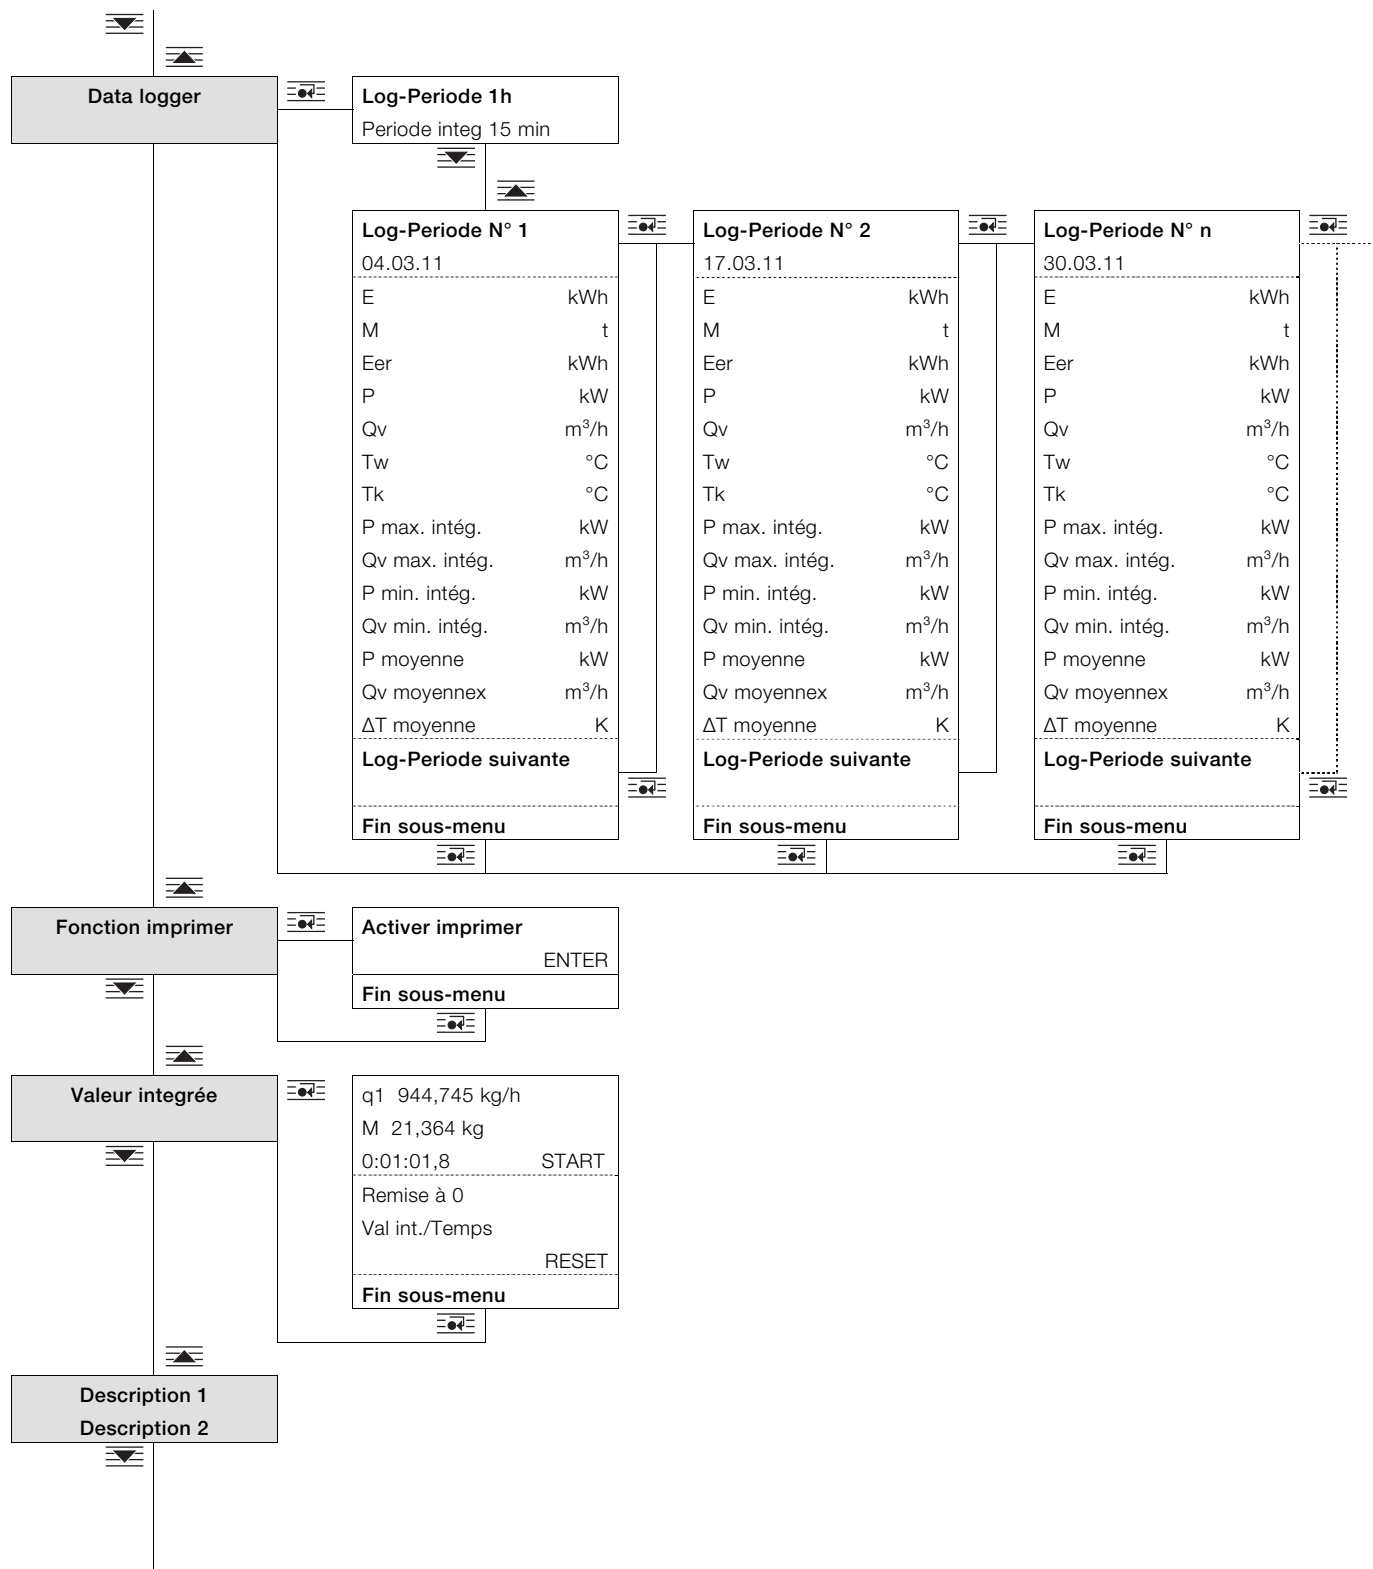 Data logger
Log-Periode 1h
Periode integ 15 min
Log-Periode N° 1
04.03.11
E kWh
M t
Eer kWh
P kW
Qv m³/h
Tw °C
Tk °C
P max. intég. kW
Qv max. intég. m³/h
P min. intég. kW
Qv min. intég. m³/h
P moyenne kW
Qv moyennex m³/h
ΔT moyenne K
Log-Periode suivante
Fin sous-menu
Log-Periode N° 2
17.03.11
E kWh
M t
Eer kWh
P kW
Qv m³/h
Tw °C
Tk °C
P max. intég. kW
Qv max. intég. m³/h
P min. intég. kW
Qv min. intég. m³/h
P moyenne kW
Qv moyennex m³/h
ΔT moyenne K
Log-Periode suivante
Fin sous-menu
Log-Periode N° n
30.03.11
E kWh
M t
Eer kWh
P kW
Qv m³/h
Tw °C
Tk °C
P max. intég. kW
Qv max. intég. m³/h
P min. intég. kW
Qv min. intég. m³/h
P moyenne kW
Qv moyennex m³/h
ΔT moyenne K
Log-Periode suivante
Fin sous-menu
Fonction imprimer
Activer imprimer
ENTER
Fin sous-menu
Valeur integrée
q1 944,745 kg/h
M 21,364 kg
0:01:01,8 START
Remise à 0
Val int./Temps
RESET
Fin sous-menu
Description 1
Description 2